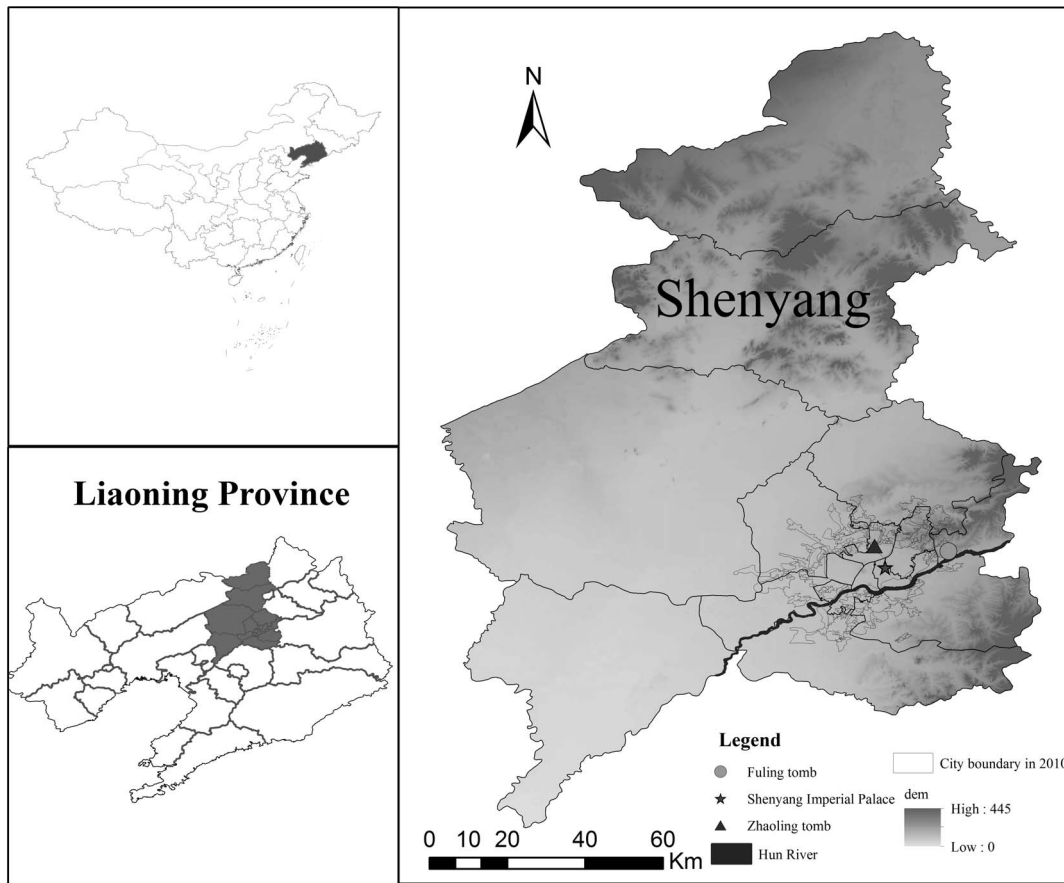 N
Shenyang
Liaoning Province
Legend
Fuling tomb
Shenyang Imperial Palace
Zhaoling tomb
Hun River
City boundary in 2010
dem
High : 445
Low : 0
0 10 20 40 60
Km